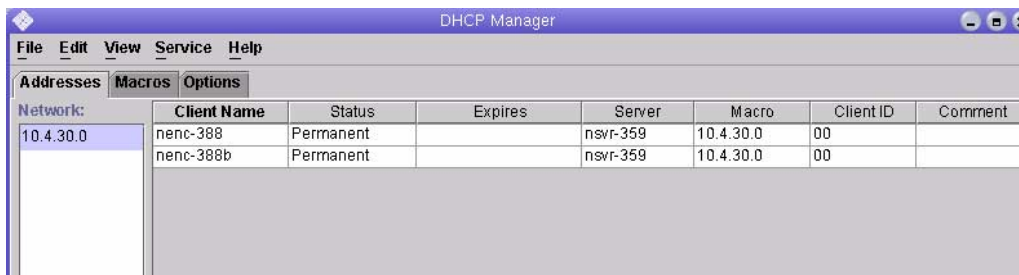 DHCP Manager
File Edit View Service Help
Addresses Macros Options
Network: Client Name Status Expires Server Macro Client ID Comment
10.4.30.0 nenc-388 Permanent nsvr-359 10.4.30.0 00
nenc-388b Permanent nsvr-359 10.4.30.0 00